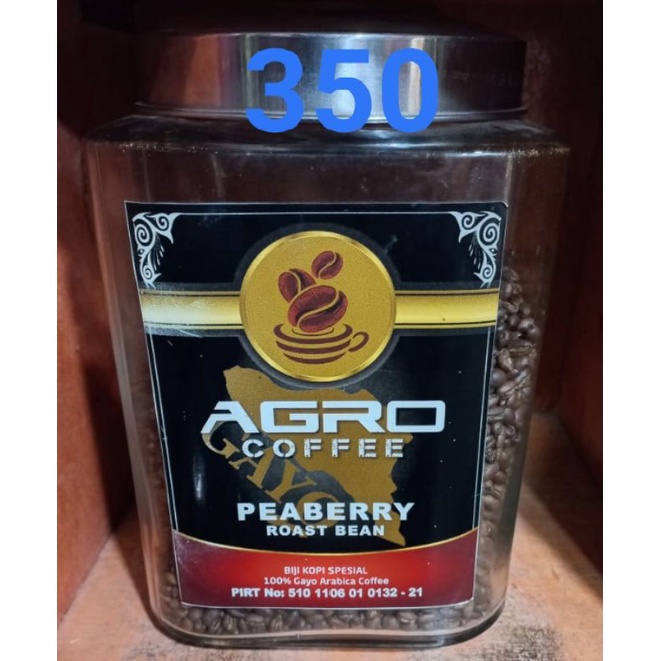 350
AGRO
COFFEE
GAYO
PEABERRY
ROAST BEAN
BIJI KOPI SPESIAL
100% Gayo Arabica Coffee
PIRT No: 510 1106 01 0132 - 21